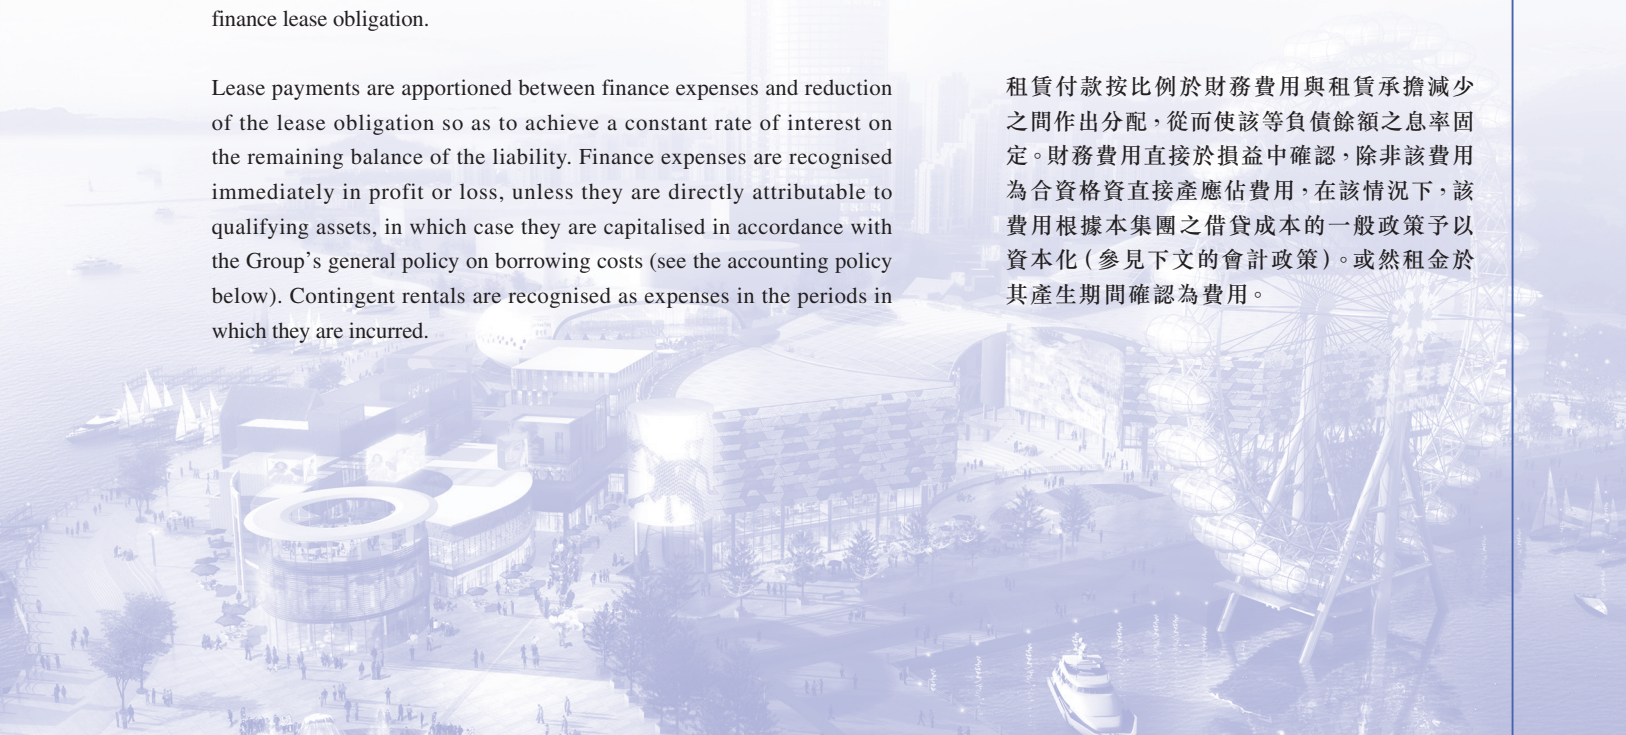 finance lease obligation.
Lease payments are apportioned between finance expenses and reduction
of the lease obligation so as to achieve a constant rate of interest on
the remaining balance of the liability. Finance expenses are recognised
immediately in profit or loss, unless they are directly attributable to
qualifying assets, in which case they are capitalised in accordance with
the Group’s general policy on borrowing costs (see the accounting policy
below). Contingent rentals are recognised as expenses in the periods in
which they are incurred.
租賃付款按比例於財務費用與租賃承擔減少
之間作出分配，從而使該等負債餘額之息率固
定。財務費用直接於損益中確認，除非該費用
為合資格資直接產應佔費用，在該情況下，該
費用根據本集團之借貸成本的一般政策予以
資本化（參見下文的會計政策）。或然租金於
其產生期間確認為費用。